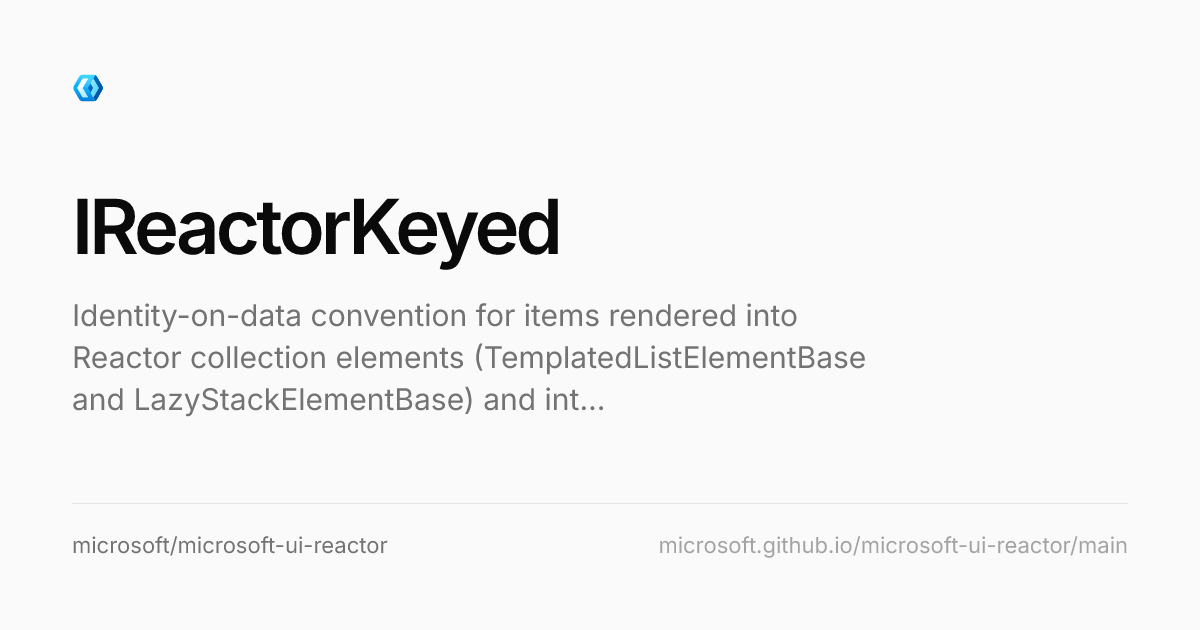 IReactorKeyed
Identity-on-data convention for items rendered into
Reactor collection elements (TemplatedListElementBase
and LazyStackElementBase) and int...
microsoft/microsoft-ui-reactor
microsoft.github.io/microsoft-ui-reactor/main